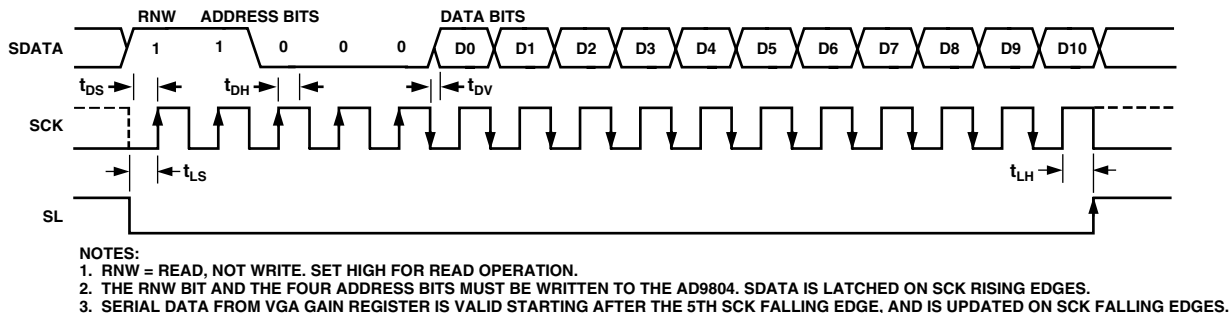 RNW ADDRESS BITS DATA BITS
SDATA 1 1 0 0 0 D0 D1 D2 D3 D4 D5 D6 D7 D8 D9 D10
tDS tDH tDV
SCK
tLS tLH
SL
NOTES:
1. RNW = READ, NOT WRITE. SET HIGH FOR READ OPERATION.
2. THE RNW BIT AND THE FOUR ADDRESS BITS MUST BE WRITTEN TO THE AD9804. SDATA IS LATCHED ON SCK RISING EDGES.
3. SERIAL DATA FROM VGA GAIN REGISTER IS VALID STARTING AFTER THE 5TH SCK FALLING EDGE, AND IS UPDATED ON SCK FALLING EDGES.